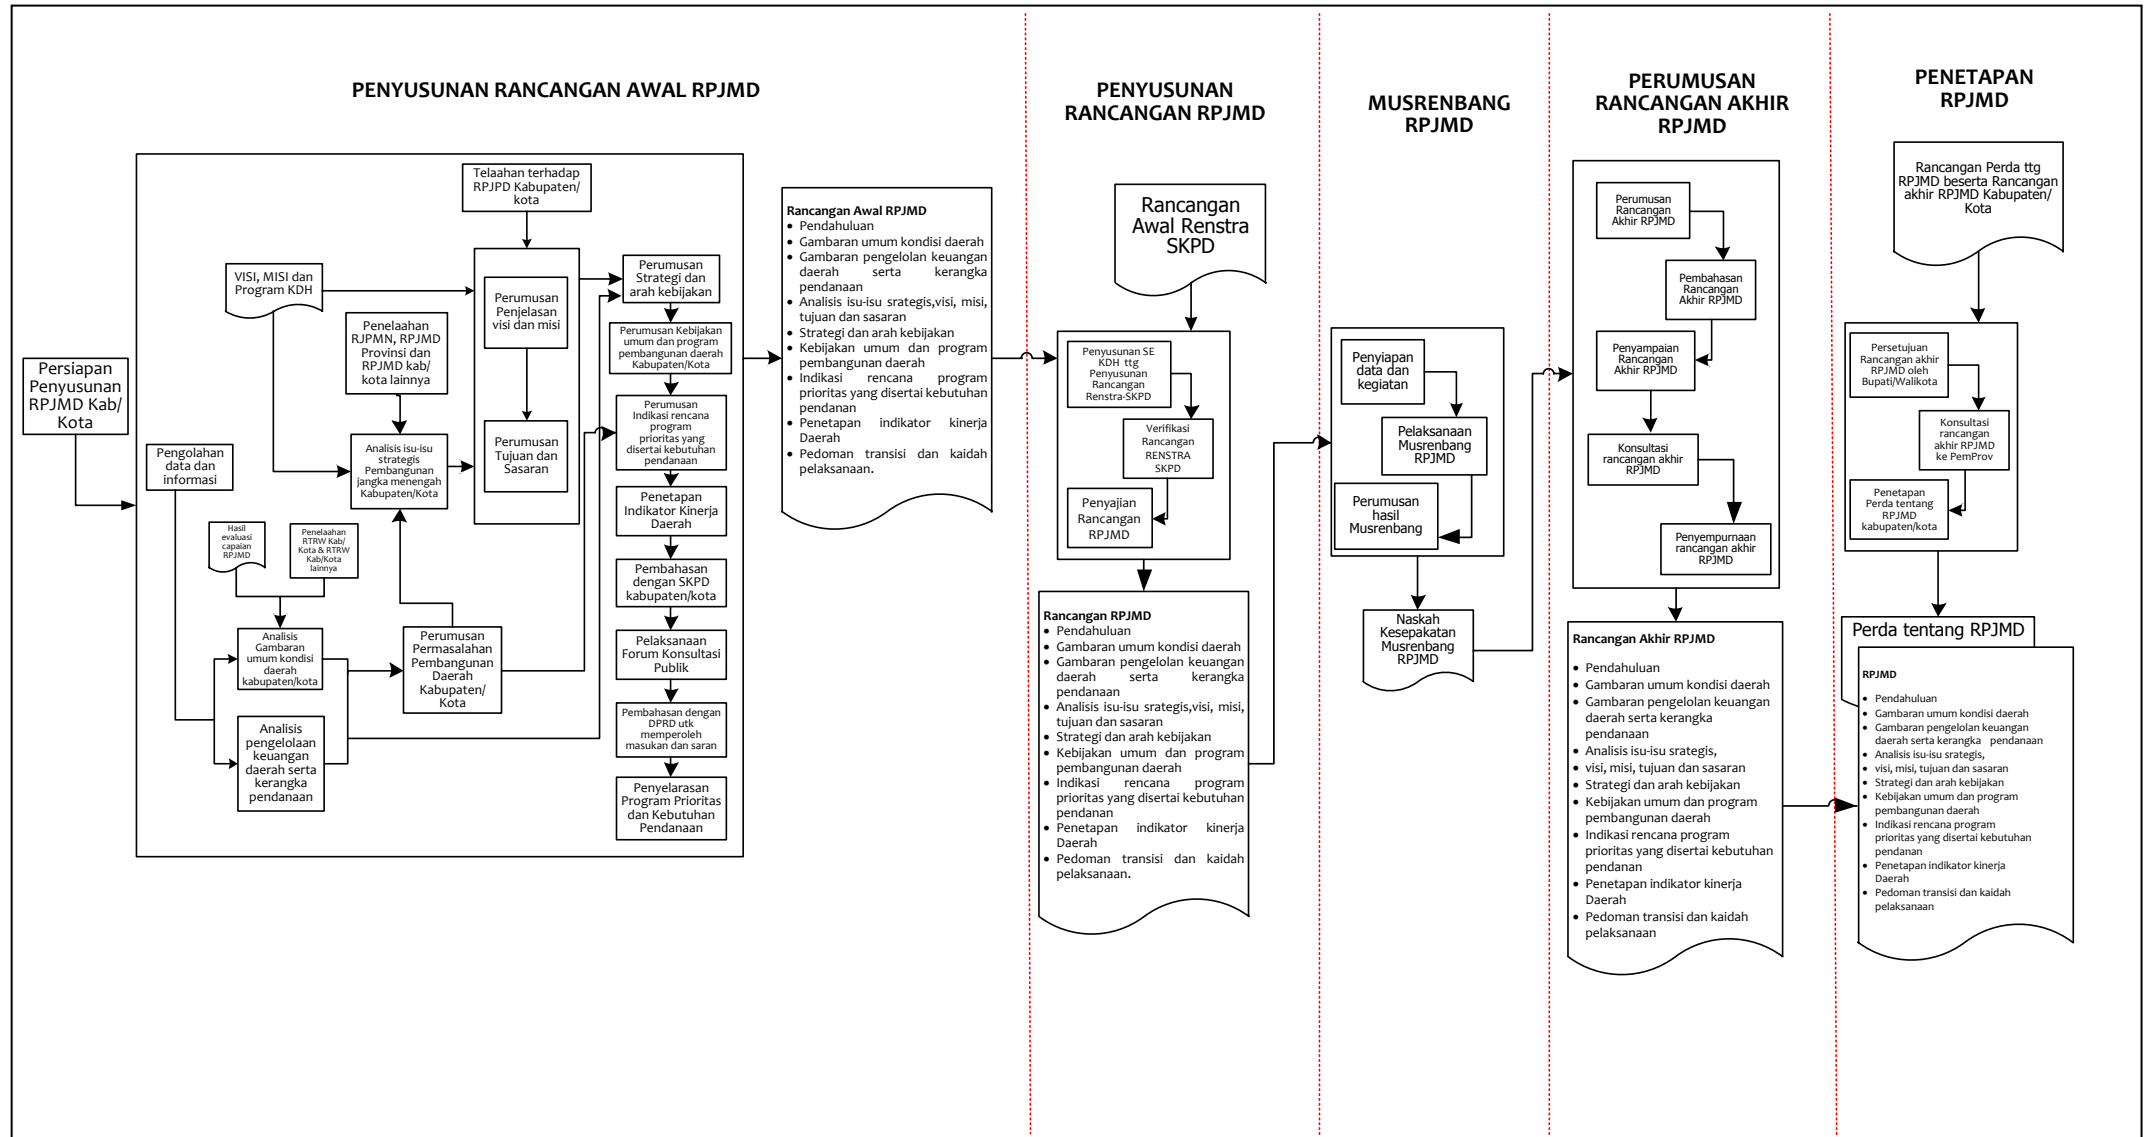 PENYUSUNAN RANCANGAN AWAL RPJMD
PENYUSUNAN
RANCANGAN RPJMD
MUSRENBANG
RPJMD
PERUMUSAN
RANCANGAN AKHIR
RPJMD
PENETAPAN
RPJMD
Persiapan
Penyusunan
RPJMD Kab/
Kota
Telaahan terhadap
RPJPD Kabupaten/
kota
VISI, MISI dan
Program KDH
Penelaahan
RJPMN, RPJMD
Provinsi dan
RPJMD kab/
kota lainnya
Pengolahan
data dan
informasi
Analisis isu-isu
strategis
Pembangunan
jangka menengah
Kabupaten/Kota
Hasil
evaluasi
capaian
RPJMD
Penelaahan
RTRW Kab/
Kota & RTRW
Kab/Kota
lainnya
Analisis
Gambaran
umum kondisi
daerah
kabupaten/kota
Analisis
pengelolaan
keuangan
daerah serta
kerangka
pendanaan
Perumusan
Permasalahan
Pembangunan
Daerah
Kabupaten/
Kota
Perumusan
Penjelasan
visi dan misi
Perumusan
Tujuan dan
Sasaran
Perumusan
Strategi dan
arah kebijakan
Perumusan Kebijakan
umum dan program
pembangunan daerah
Kabupaten/Kota
Perumusan
Indikasi rencana
program
prioritas yang
disertai kebutuhan
pendanaan
Penetapan
Indikator Kinerja
Daerah
Pembahasan
dengan SKPD
kabupaten/kota
Pelaksanaan
Forum Konsultasi
Publik
Pembahasan dengan
DPRD utk
memperoleh
masukan dan saran
Penyelarasan
Program Prioritas
dan Kebutuhan
Pendanaan
Rancangan Awal RPJMD
• Pendahuluan
• Gambaran umum kondisi daerah
• Gambaran pengelolan keuangan
daerah serta kerangka
pendanaan
• Analisis isu-isu srategis,visi, misi,
tujuan dan sasaran
• Strategi dan arah kebijakan
• Kebijakan umum dan program
pembangunan daerah
• Indikasi rencana program
prioritas yang disertai kebutuhan
pendanan
• Penetapan indikator kinerja
Daerah
• Pedoman transisi dan kaidah
pelaksanaan.
Rancangan
Awal Renstra
SKPD
Penyusunan SE
KDH ttg
Penyusunan
Rancangan
Renstra-SKPD
Verifikasi
Rancangan
RENSTRA
SKPD
Penyajian
Rancangan
RPJMD
Rancangan RPJMD
• Pendahuluan
• Gambaran umum kondisi daerah
• Gambaran pengelolan keuangan
daerah serta kerangka
pendanaan
• Analisis isu-isu srategis,visi, misi,
tujuan dan sasaran
• Strategi dan arah kebijakan
• Kebijakan umum dan program
pembangunan daerah
• Indikasi rencana program
prioritas yang disertai kebutuhan
pendanan
• Penetapan indikator kinerja
Daerah
• Pedoman transisi dan kaidah
pelaksanaan.
Penyiapan
data dan
kegiatan
Pelaksanaan
Musrenbang
RPJMD
Perumusan
hasil
Musrenbang
Naskah
Kesepakatan
Musrenbang
RPJMD
Perumusan
Rancangan
Akhir RPJMD
Pembahasan
Rancangan
Akhir RPJMD
Penyampaian
Rancangan
Akhir RPJMD
Konsultasi
rancangan akhir
RPJMD
Penyempurnaan
rancangan akhir
RPJMD
Rancangan Akhir RPJMD
• Pendahuluan
• Gambaran umum kondisi daerah
• Gambaran pengelolan keuangan
daerah serta kerangka
pendanaan
• Analisis isu-isu srategis,
• visi, misi, tujuan dan sasaran
• Strategi dan arah kebijakan
• Kebijakan umum dan program
pembangunan daerah
• Indikasi rencana program
prioritas yang disertai kebutuhan
pendanan
• Penetapan indikator kinerja
Daerah
• Pedoman transisi dan kaidah
pelaksanaan
Rancangan Perda ttg
RPJMD beserta Rancangan
akhir RPJMD Kabupaten/
Kota
Persetujuan
Rancangan akhir
RPJMD oleh
Bupati/Walikota
Konsultasi
rancangan
akhir RPJMD
ke PemProv
Penetapan
Perda tentang
RPJMD
kabupaten/kota
Perda tentang RPJMD
RPJMD
• Pendahuluan
• Gambaran umum kondisi daerah
• Gambaran pengelolan keuangan
daerah serta kerangka pendanaan
• Analisis isu-isu srategis,
• visi, misi, tujuan dan sasaran
• Strategi dan arah kebijakan
• Kebijakan umum dan program
pembangunan daerah
• Indikasi rencana program
prioritas yang disertai kebutuhan
pendanan
• Penetapan indikator kinerja
Daerah
• Pedoman transisi dan kaidah
pelaksanaan